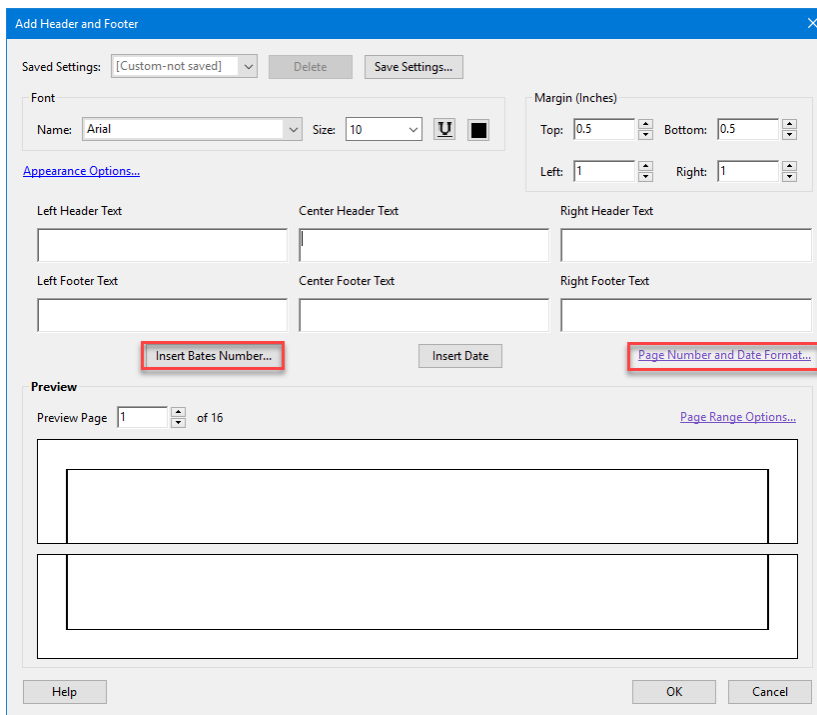 Add Header and Footer
Saved Settings: [Custom-not saved] Delete Save Settings...
Font
Name: Arial Size: 10 U
Margin (Inches)
Top: 0.5 Bottom: 0.5
Left: 1 Right: 1
Appearance Options...
Left Header Text Center Header Text Right Header Text
Left Footer Text Center Footer Text Right Footer Text
Insert Bates Number... Insert Date Page Number and Date Format...
Preview
Preview Page 1 of 16 Page Range Options...
Help OK Cancel